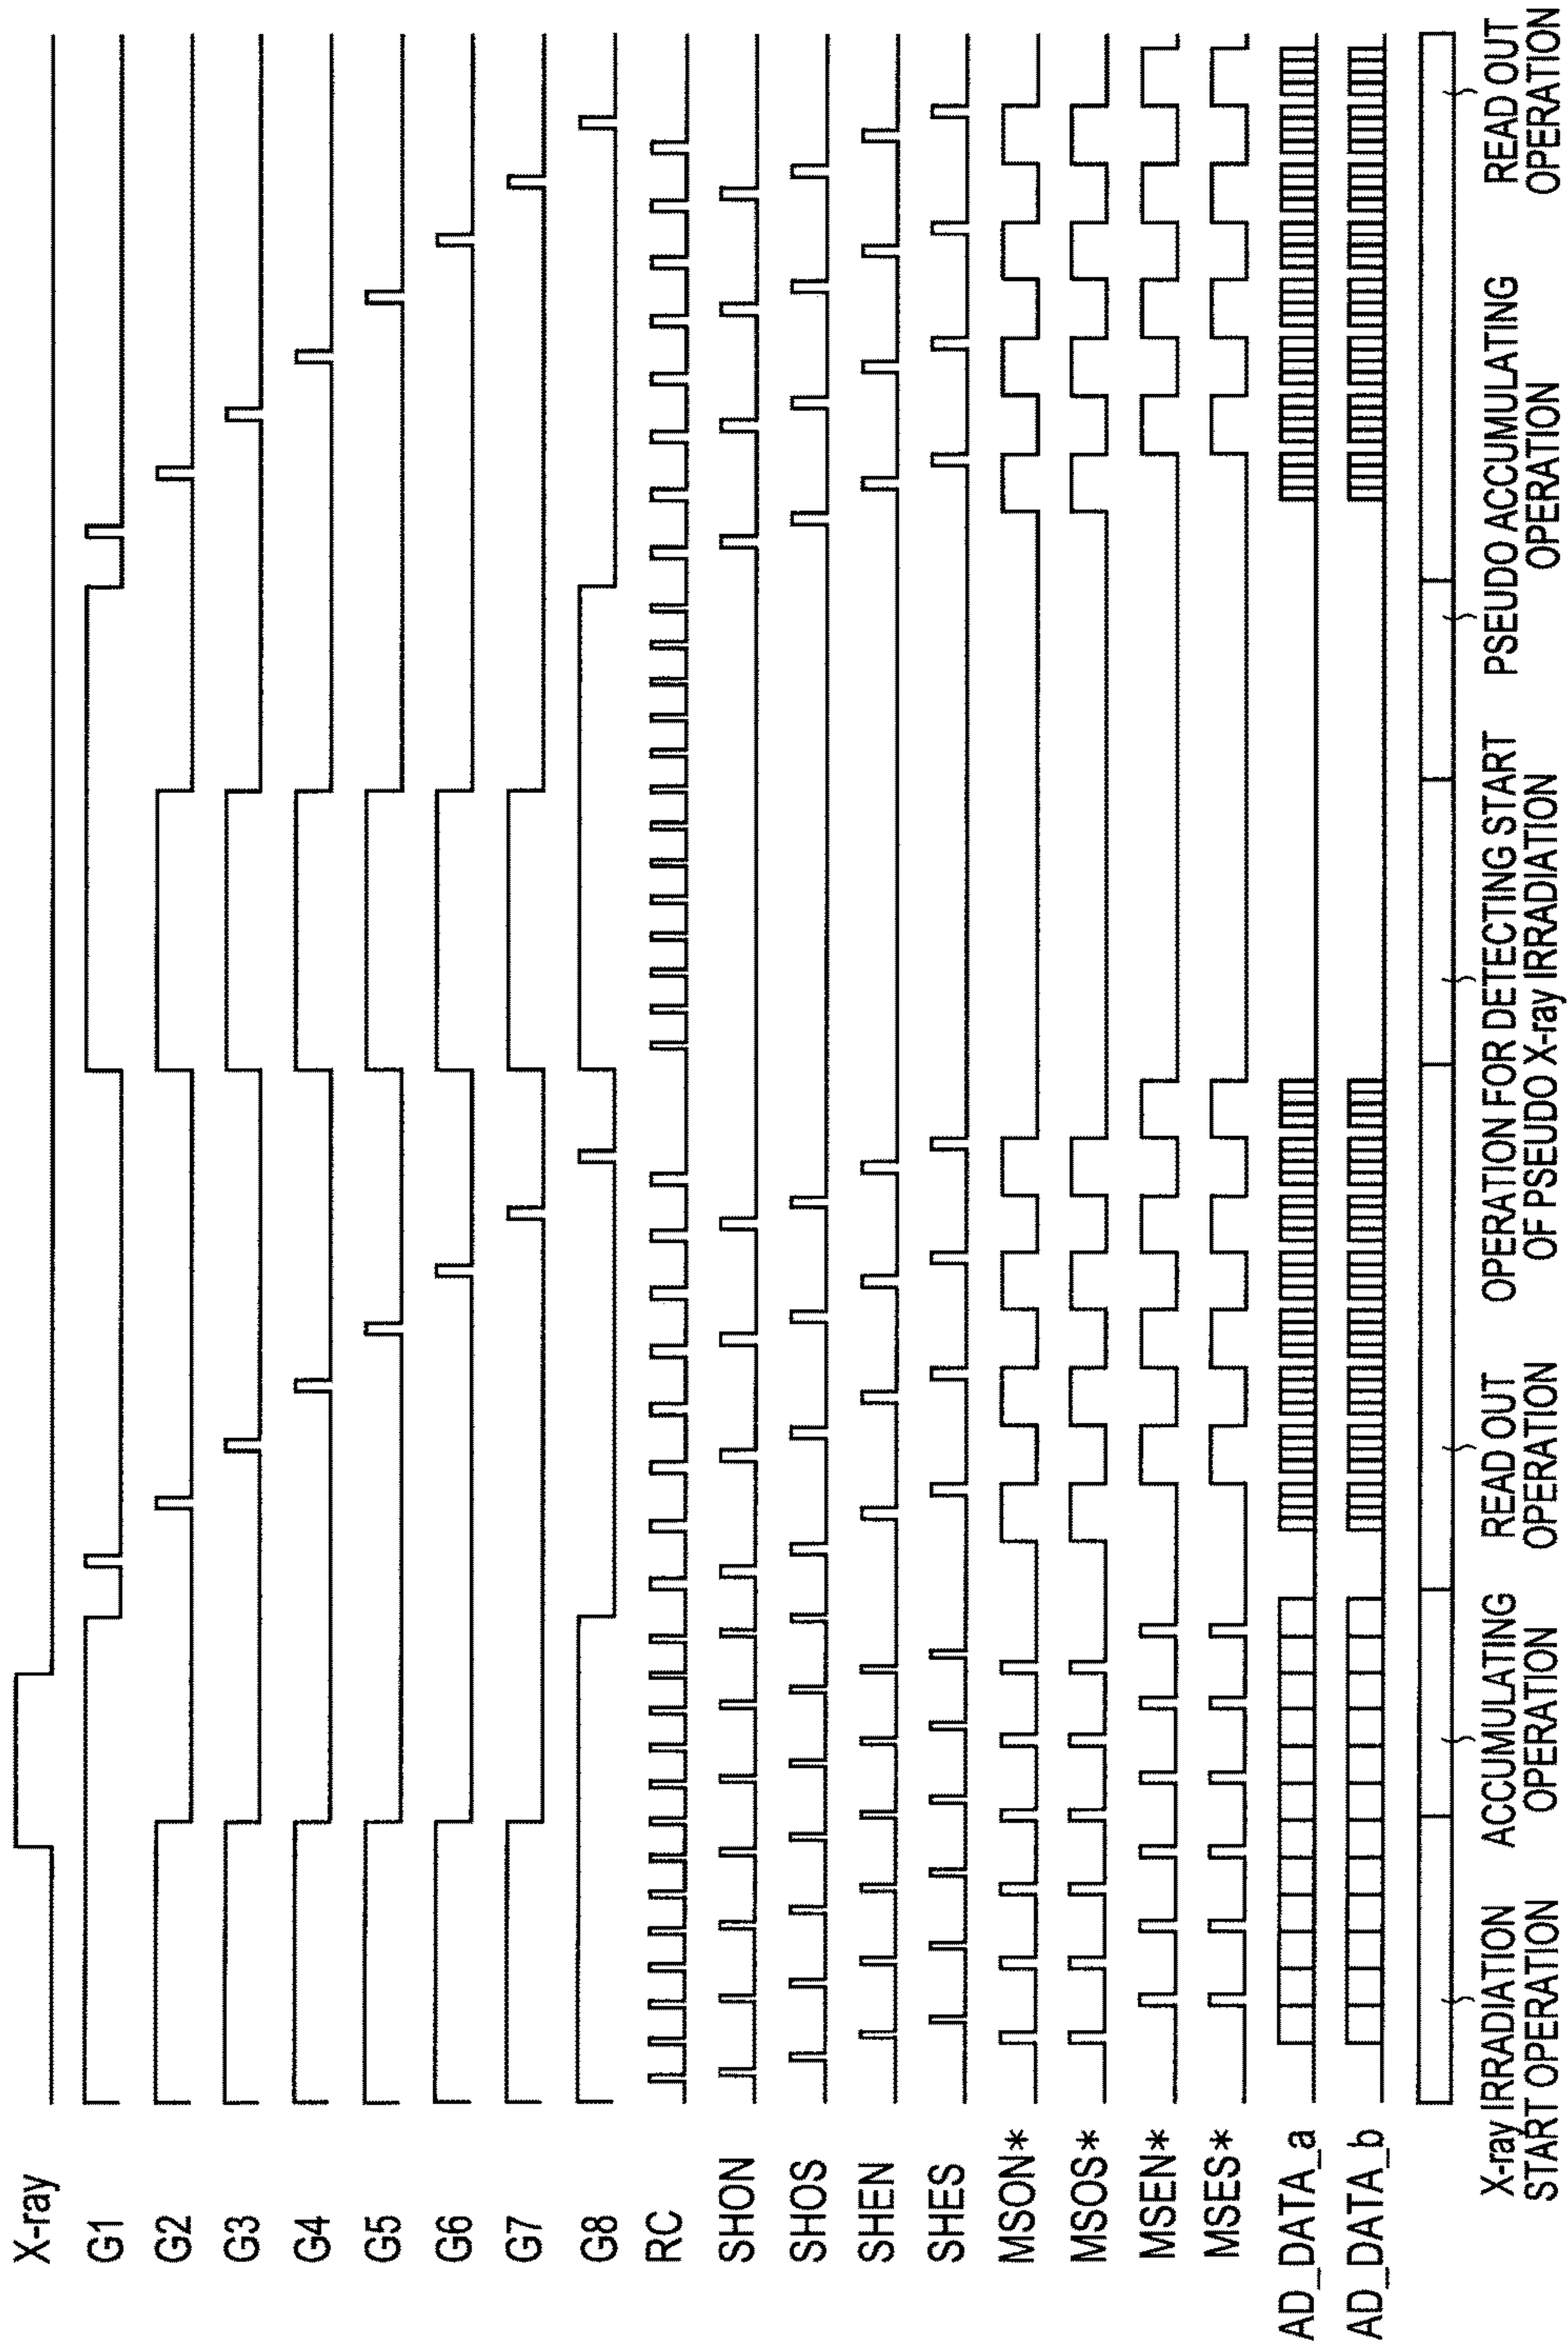 X-ray
G1
G2
G3
G4
G5
G6
G7
G8
RC
SHON
SHOS
SHEN
SHES
MSON*
MSOS*
MSEN*
MSES*
AD_DATA_a
AD_DATA_b
X-ray IRRADIATION
START OPERATION
ACCUMULATING
OPERATION
READ OUT
OPERATION
OPERATION FOR DETECTING START
OF PSEUDO X-ray IRRADIATION
PSEUDO ACCUMULATING
OPERATION
READ OUT
OPERATION